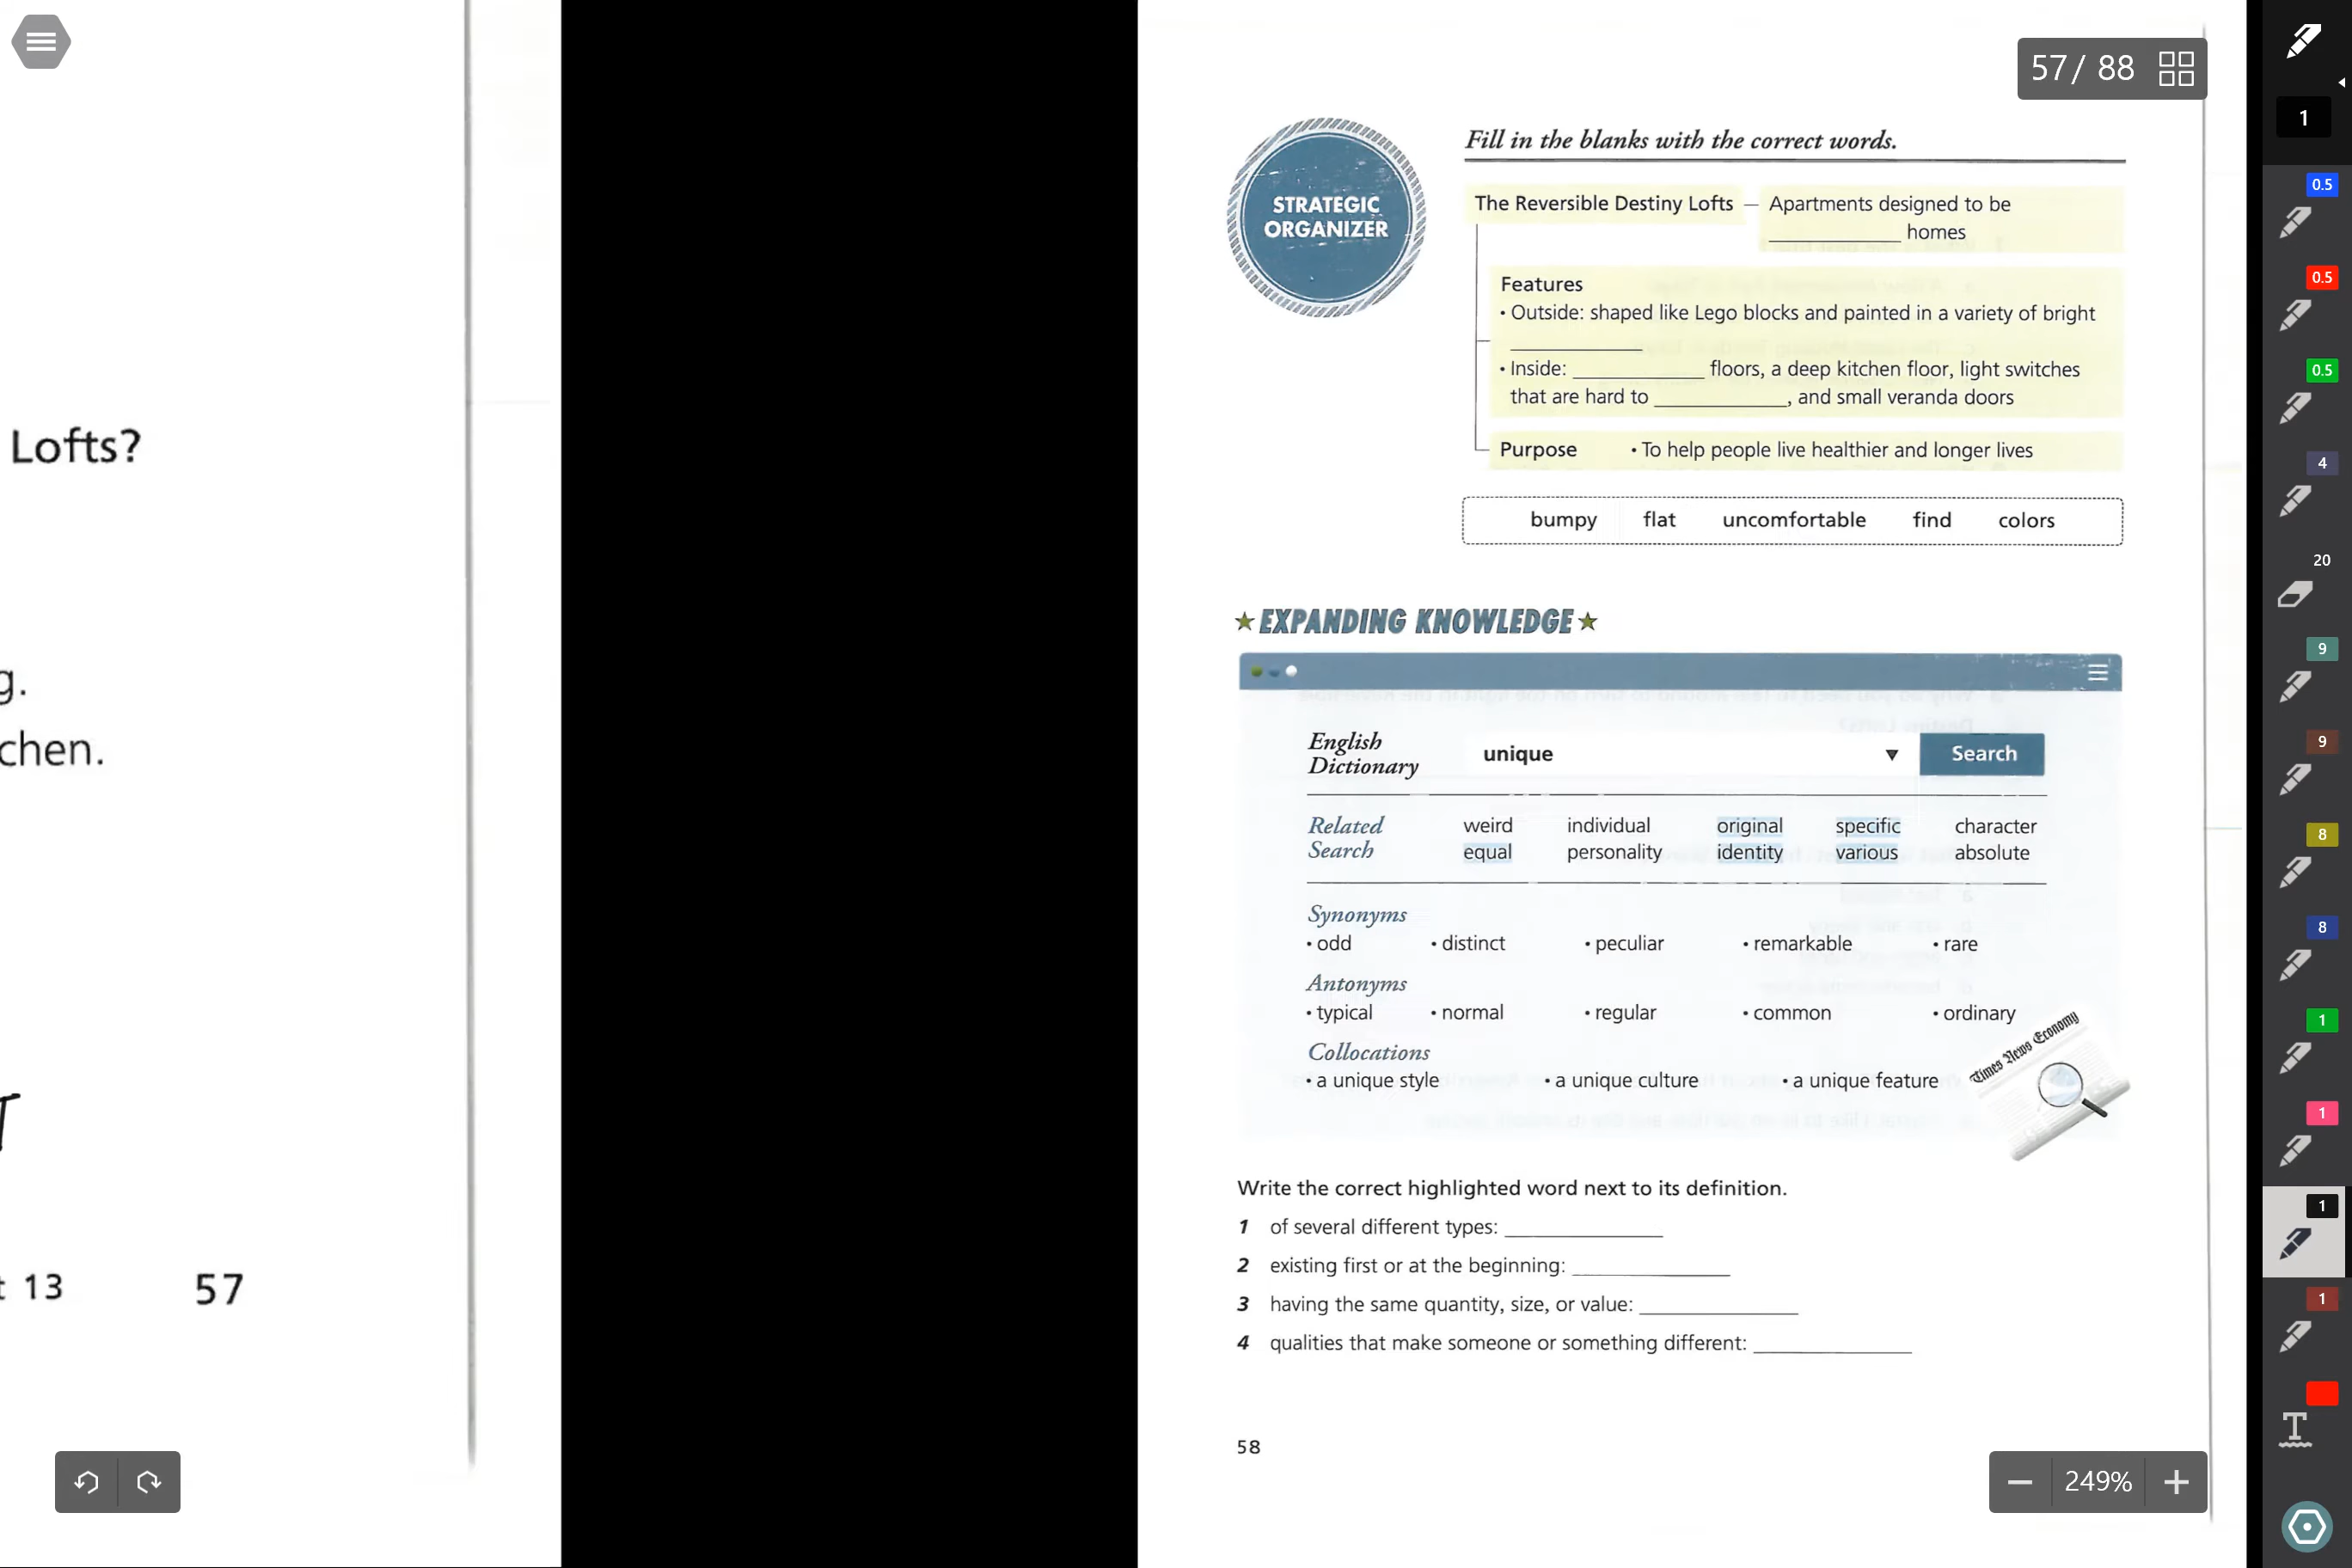 Lofts?
g.
chen.
13
57
57/ 88
STRATEGIC
ORGANIZER
Fill in the blanks with the correct words.
The Reversible Destiny Lofts — Apartments designed to be
____________ homes
Features
• Outside: shaped like Lego blocks and painted in a variety of bright
____________
• Inside: ____________ floors, a deep kitchen floor, light switches
that are hard to ____________, and small veranda doors
Purpose • To help people live healthier and longer lives
bumpy flat uncomfortable find colors
★ EXPANDING KNOWLEDGE ★
English
Dictionary
unique ▼ Search
Related
Search
weird individual original specific character
equal personality identity various absolute
Synonyms
• odd • distinct • peculiar • remarkable • rare
Antonyms
• typical • normal • regular • common • ordinary
Collocations
• a unique style • a unique culture • a unique feature
Times News Economy
Write the correct highlighted word next to its definition.
1 of several different types: ____________
2 existing first or at the beginning: ____________
3 having the same quantity, size, or value: ____________
4 qualities that make someone or something different: ____________
58
249%
1
0.5
0.5
0.5
4
20
9
9
8
8
1
1
1
1